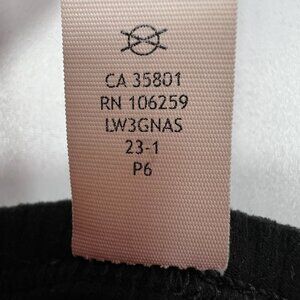 CA 35801
RN 106259
LW3GNAS
23-1
P6